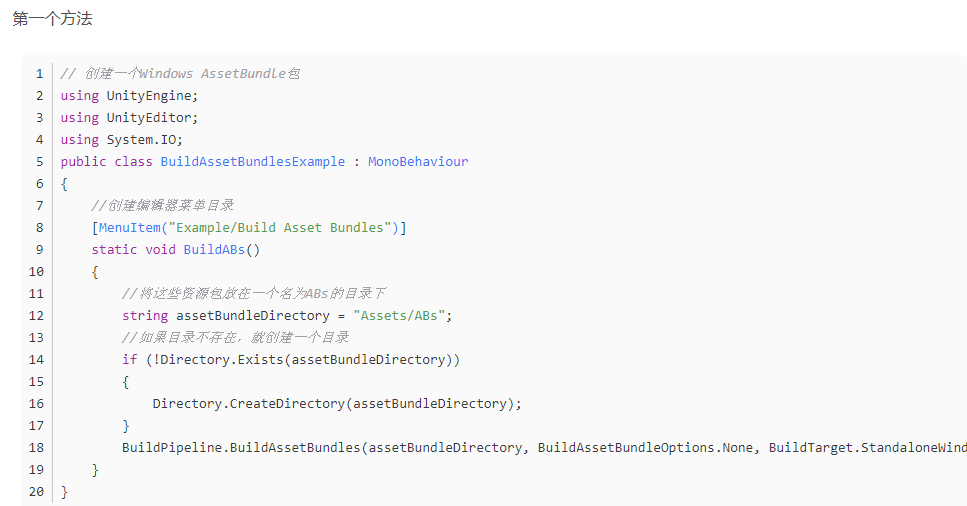 第一个方法
1 // 创建一个Windows AssetBundle包
2 using UnityEngine;
3 using UnityEditor;
4 using System.IO;
5 public class BuildAssetBundlesExample : MonoBehaviour
6 {
7     //创建编辑器菜单目录
8     [MenuItem("Example/Build Asset Bundles")]
9     static void BuildABs()
10     {
11         //将这些资源包放在一个名为ABs的目录下
12         string assetBundleDirectory = "Assets/ABs";
13         //如果目录不存在，就创建一个目录
14         if (!Directory.Exists(assetBundleDirectory))
15         {
16             Directory.CreateDirectory(assetBundleDirectory);
17         }
18         BuildPipeline.BuildAssetBundles(assetBundleDirectory, BuildAssetBundleOptions.None, BuildTarget.StandaloneWind
19     }
20 }